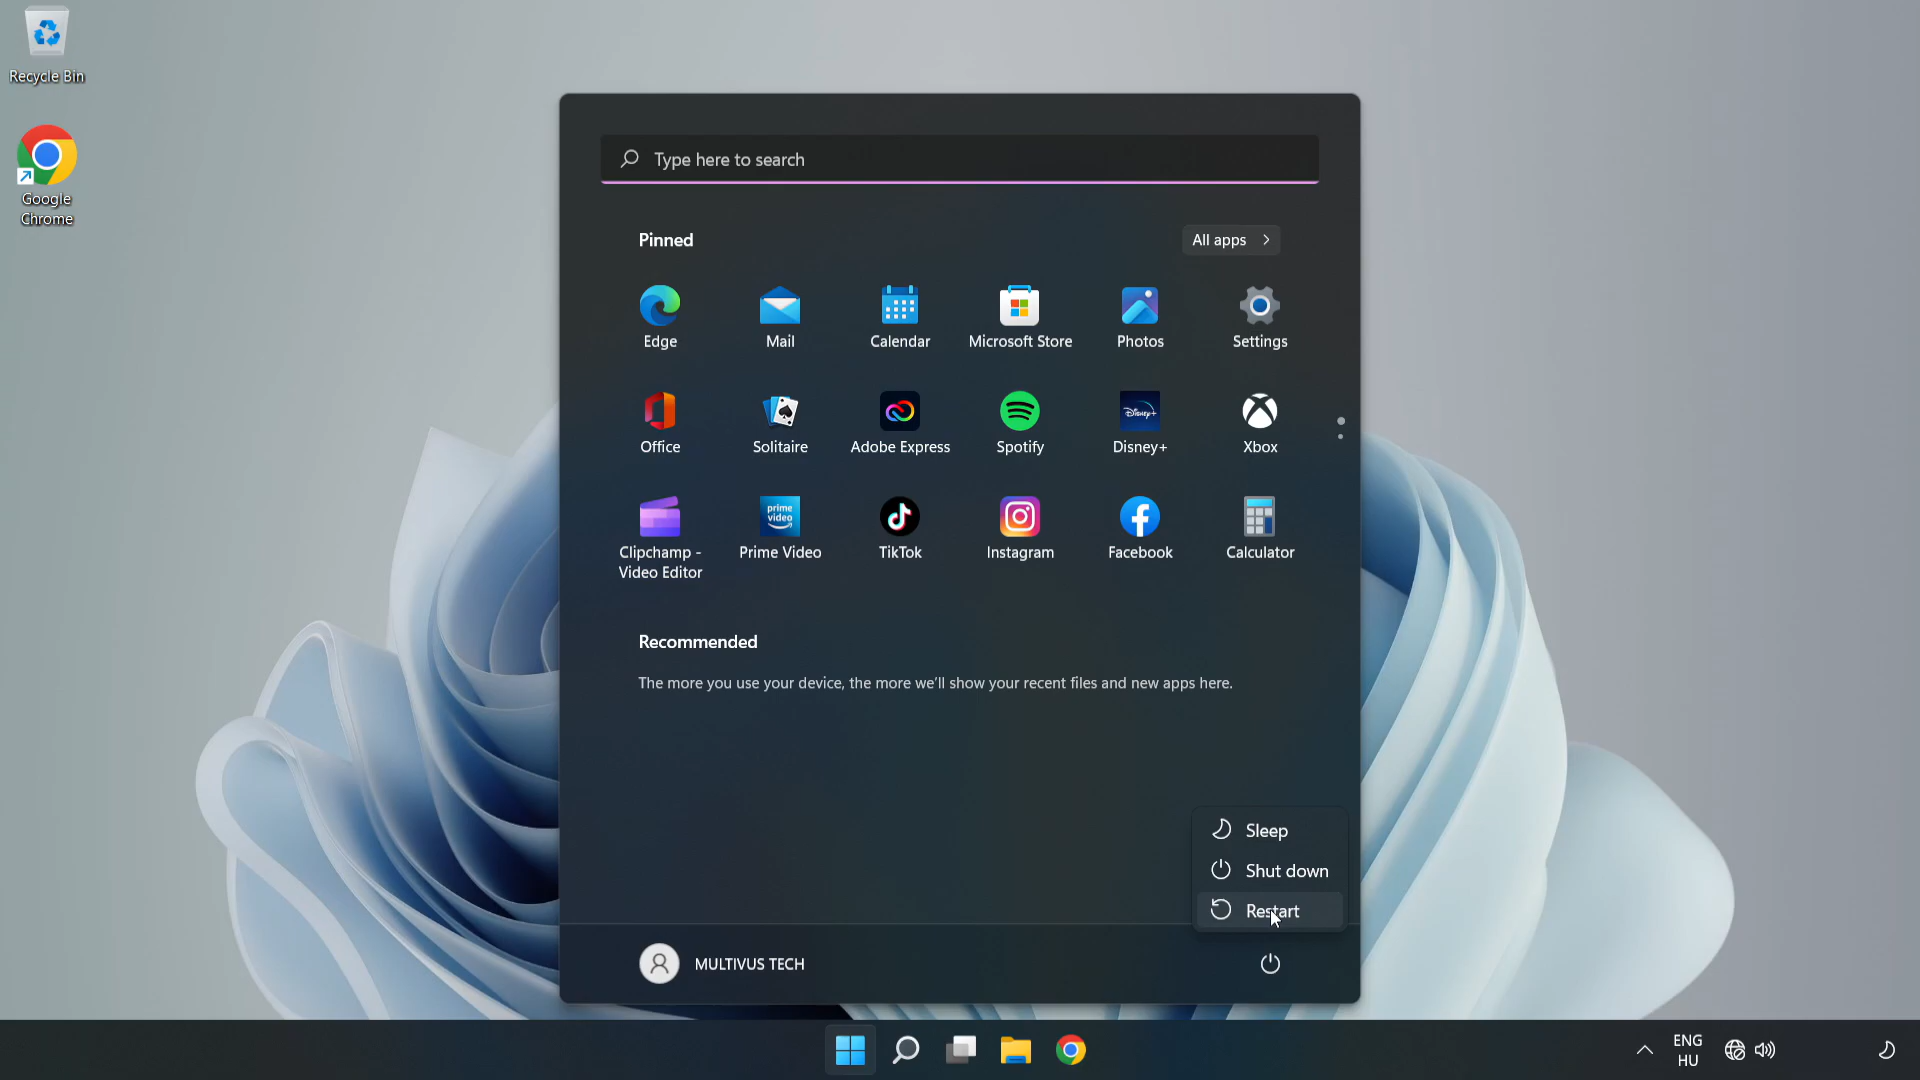 Recycle Bin
Google
Chrome
Type here to search
Pinned
All apps
Edge
Mail
Calendar
Microsoft Store
Photos
Settings
Office
Solitaire
Adobe Express
Spotify
Disney+
Disney+
Xbox
Clipchamp -
Video Editor
prime
video
Prime Video
TikTok
Instagram
Facebook
Calculator
Recommended
The more you use your device, the more we'll show your recent files and new apps here.
Sleep
Shut down
Restart
MULTIVUS TECH
ENG
HU